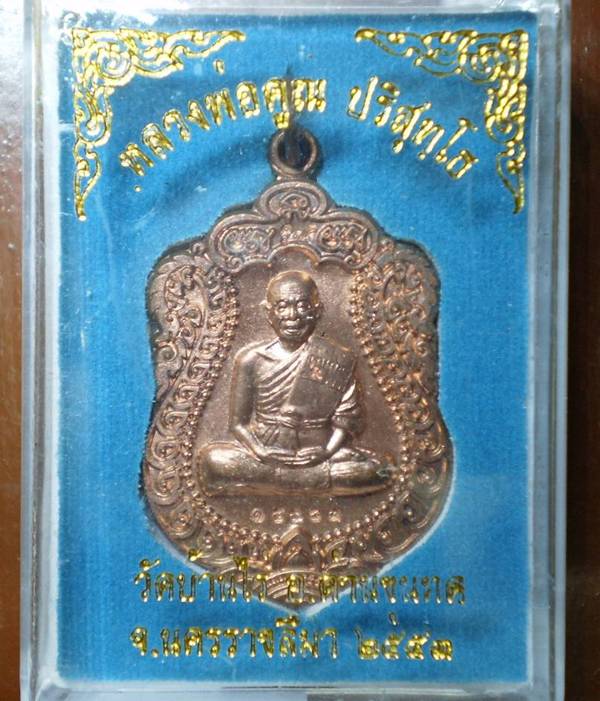 หลวงพ่อคูณ ปริสุทฺโธ
วัดบ้านไร่ อ.ด่านขุนทด
จ.นครราชสีมา ๒๕๕๓